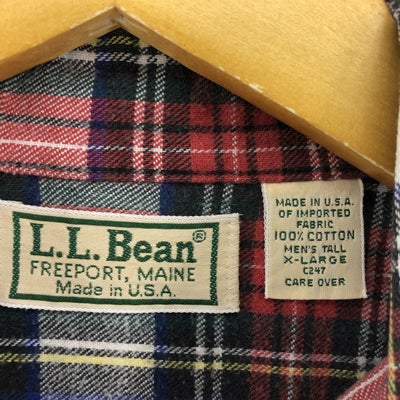 L.L.Bean®
FREEPORT, MAINE
Made in U.S.A.
MADE IN U.S.A.
OF IMPORTED
FABRIC
100% COTTON
MEN'S TALL
X-LARGE
C247
CARE OVER